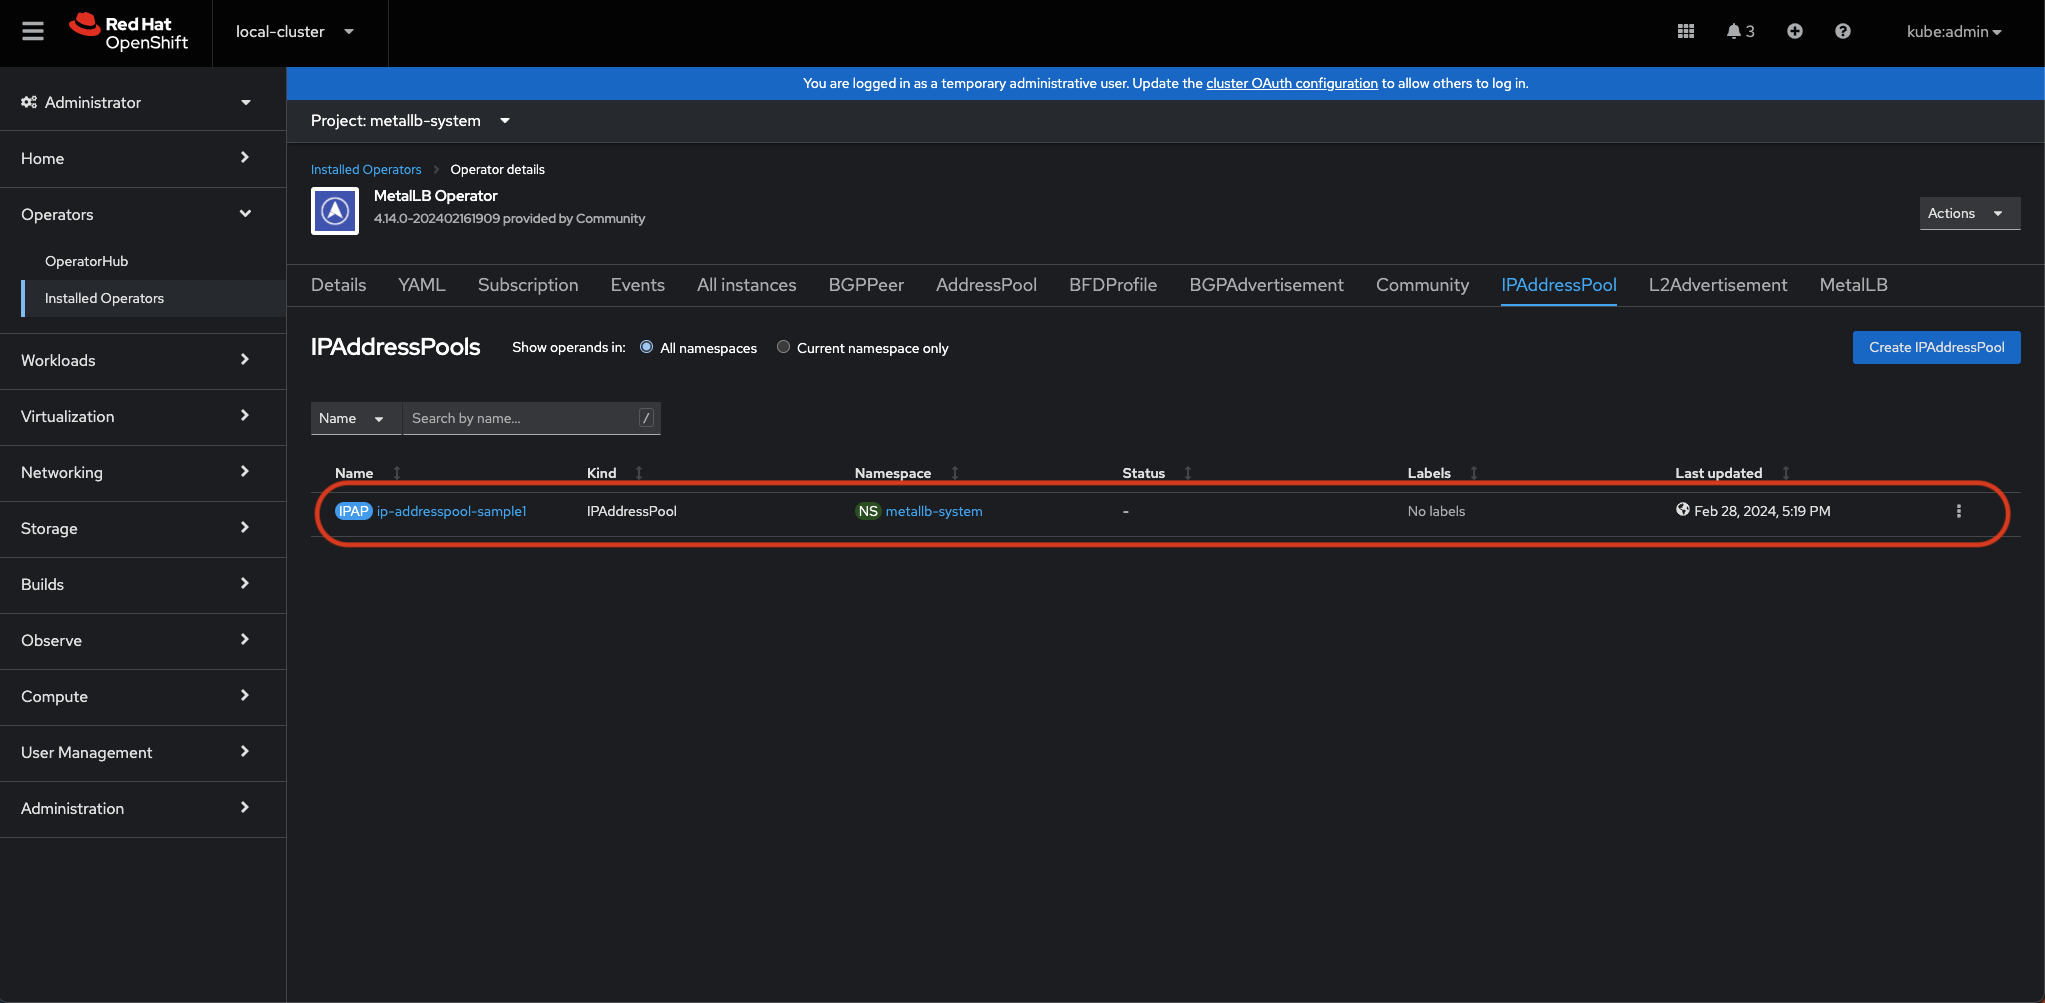 Red Hat
OpenShift
local-cluster
3
kube:admin
You are logged in as a temporary administrative user. Update the cluster OAuth configuration to allow others to log in.
Administrator
Home
Operators
OperatorHub
Installed Operators
Workloads
Virtualization
Networking
Storage
Builds
Observe
Compute
User Management
Administration
Project: metallb-system
Installed Operators Operator details
MetalLB Operator
4.14.0-202402161909 provided by Community
Actions
Details YAML Subscription Events All instances BGPPeer AddressPool BFDProfile BGPAdvertisement Community IPAddressPool L2Advertisement MetalLB
IPAddressPools Show operands in: All namespaces Current namespace only Create IPAddressPool
Name Search by name... /
Name Kind Namespace Status Labels Last updated
IPAP ip-addresspool-sample1 IPAddressPool NS metallb-system - No labels Feb 28, 2024, 5:19 PM